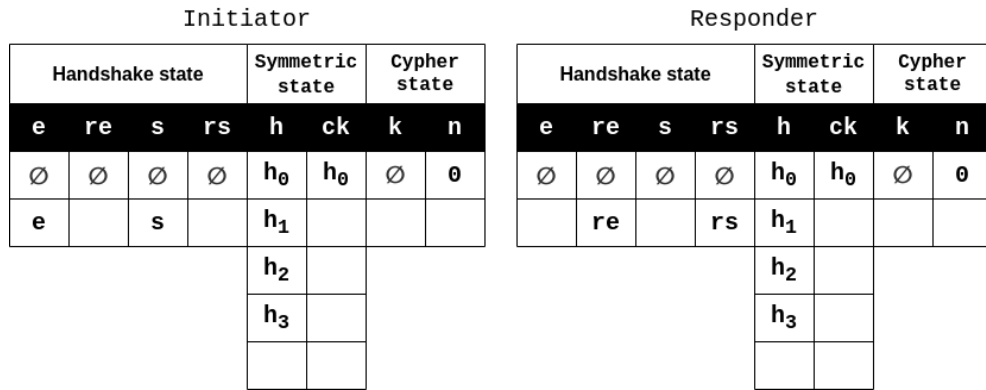 Initiator Responder
Handshake state Symmetric state Cypher state Handshake state Symmetric state Cypher state
e re s rs h ck k n e re s rs h ck k n
∅ ∅ ∅ ∅ h₀ h₀ ∅ 0 ∅ ∅ ∅ ∅ h₀ h₀ ∅ 0
e s h₁ re rs h₁
h₂ h₂
h₃ h₃